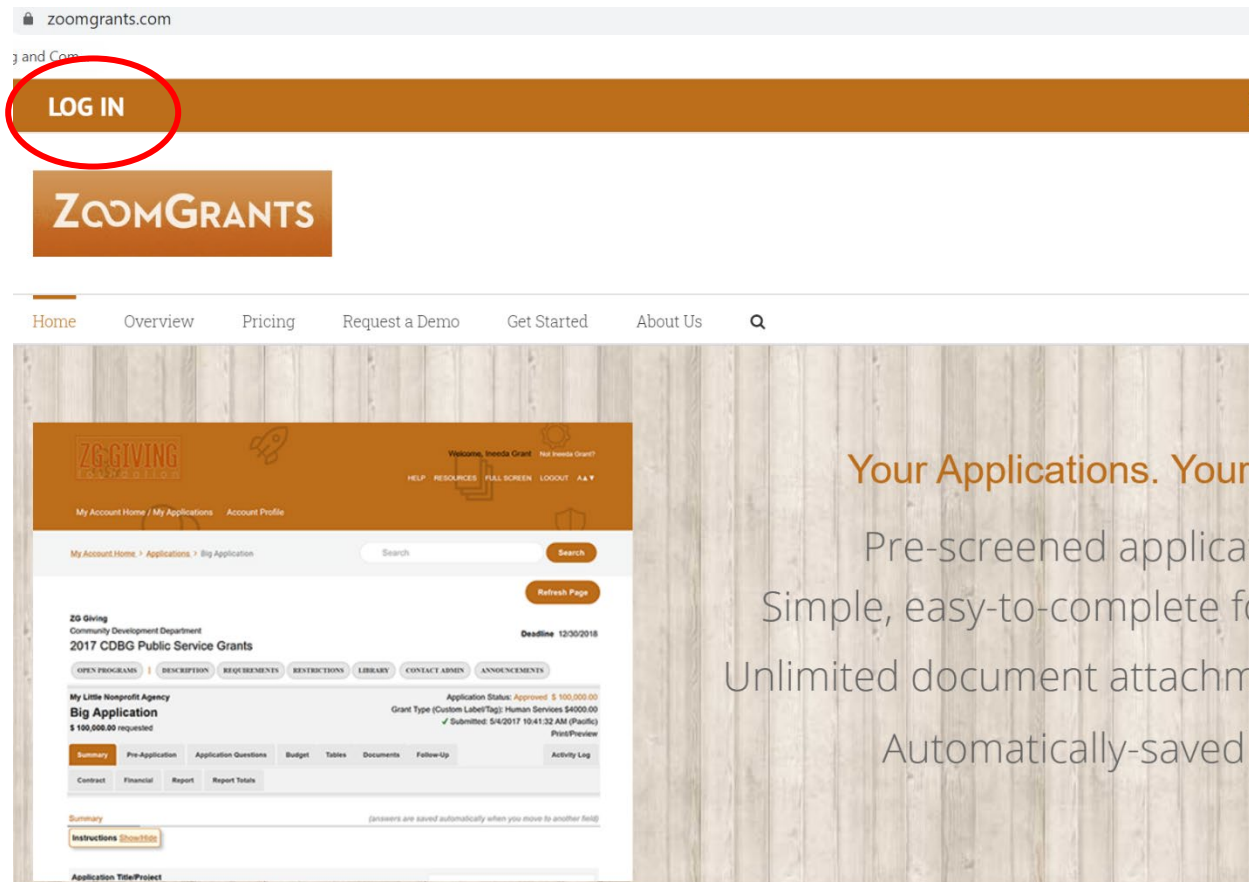 zoomgrants.com
g and Com
LOG IN
ZOOMGRANTS
Home Overview Pricing Request a Demo Get Started About Us
ZG GIVING
Welcome, Ineeda Grant Not Ineeda Grant?
HELP RESOURCES FULL SCREEN LOGOUT A▲▼
My Account Home / My Applications Account Profile
My Account Home > Applications > Big Application Search Search
Refresh Page
ZG Giving
Community Development Department
2017 CDBG Public Service Grants
Deadline 12/30/2018
OPEN PROGRAMS | DESCRIPTION REQUIREMENTS RESTRICTIONS LIBRARY CONTACT ADMIN ANNOUNCEMENTS
My Little Nonprofit Agency
Big Application
$ 100,000.00 requested
Application Status: Approved $ 100,000.00
Grant Type (Custom Label/Tag): Human Services $4000.00
✓ Submitted: 5/4/2017 10:41:32 AM (Pacific)
Print/Preview
Summary Pre-Application Application Questions Budget Tables Documents Follow-Up Activity Log
Contract Financial Report Report Totals
Summary (answers are saved automatically when you move to another field)
Instructions Show/Hide
Application Title/Project
Your Applications. Your
Pre-screened applica
Simple, easy-to-complete fo
Unlimited document attachm
Automatically-saved